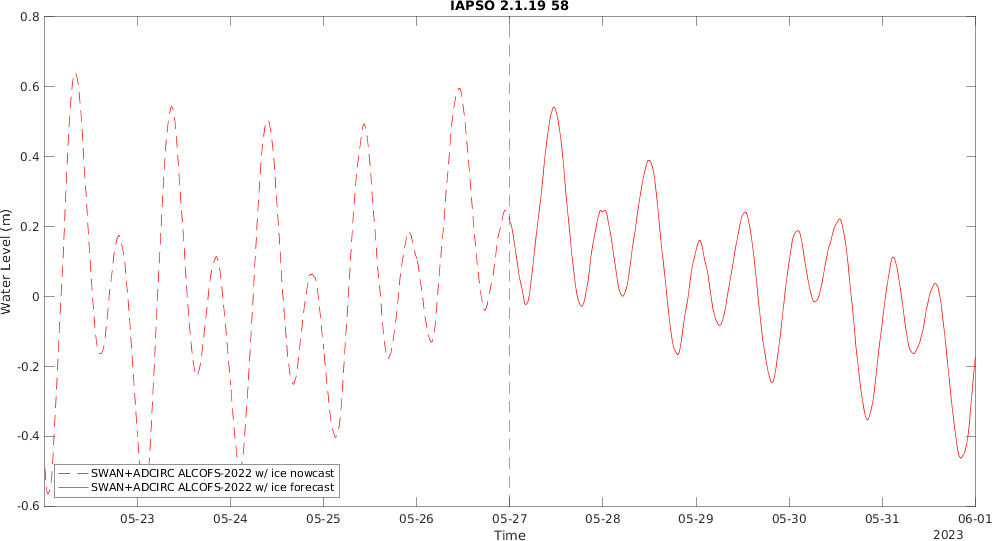 IAPSO 2.1.19 58
0.8
0.6
0.4
0.2
0
-0.2
-0.4
-0.6
Water Level (m)
SWAN+ADCIRC ALCOFS-2022 w/ ice nowcast
SWAN+ADCIRC ALCOFS-2022 w/ ice forecast
05-23 05-24 05-25 05-26 05-27 05-28 05-29 05-30 05-31 06-01
Time
2023